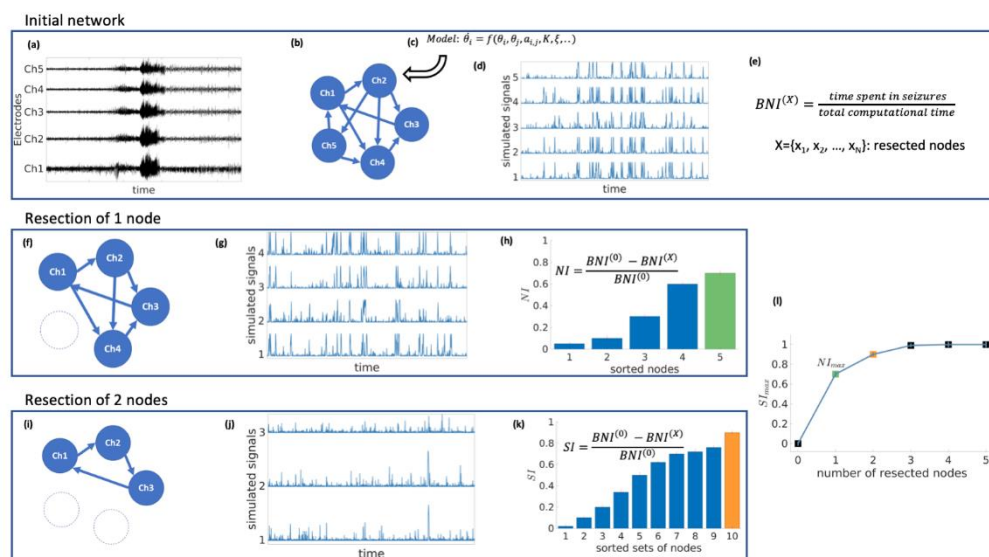 Initial network
(a)
Ch5
Ch4
Ch3
Ch2
Ch1
Electrodes
time
(b)
Ch1
Ch2
Ch3
Ch4
Ch5
(c) Model: θ̇ᵢ = f(θᵢ, θⱼ, aᵢ,ⱼ, K, ξ, ..)
(d)
5
4
3
2
1
simulated signals
time
(e)
BNI⁽ˣ⁾ = time spent in seizures / total computational time
X={x₁, x₂, ..., x_N}: resected nodes
Resection of 1 node
(f)
Ch1
Ch2
Ch3
Ch4
(g)
4
3
2
1
simulated signals
time
(h)
NI = BNI⁽⁰⁾ − BNI⁽ˣ⁾ / BNI⁽⁰⁾
1
0.8
0.6
0.4
0.2
0
NI
1 2 3 4 5
sorted nodes
Resection of 2 nodes
(i)
Ch1
Ch2
Ch3
(j)
3
2
1
simulated signals
time
(k)
SI = BNI⁽⁰⁾ − BNI⁽ˣ⁾ / BNI⁽⁰⁾
1
0.8
0.6
0.4
0.2
0
SI
1 2 3 4 5 6 7 8 9 10
sorted sets of nodes
(l)
1
0.8
0.6
0.4
0.2
0
SI_max
NI_max
0 1 2 3 4 5
number of resected nodes